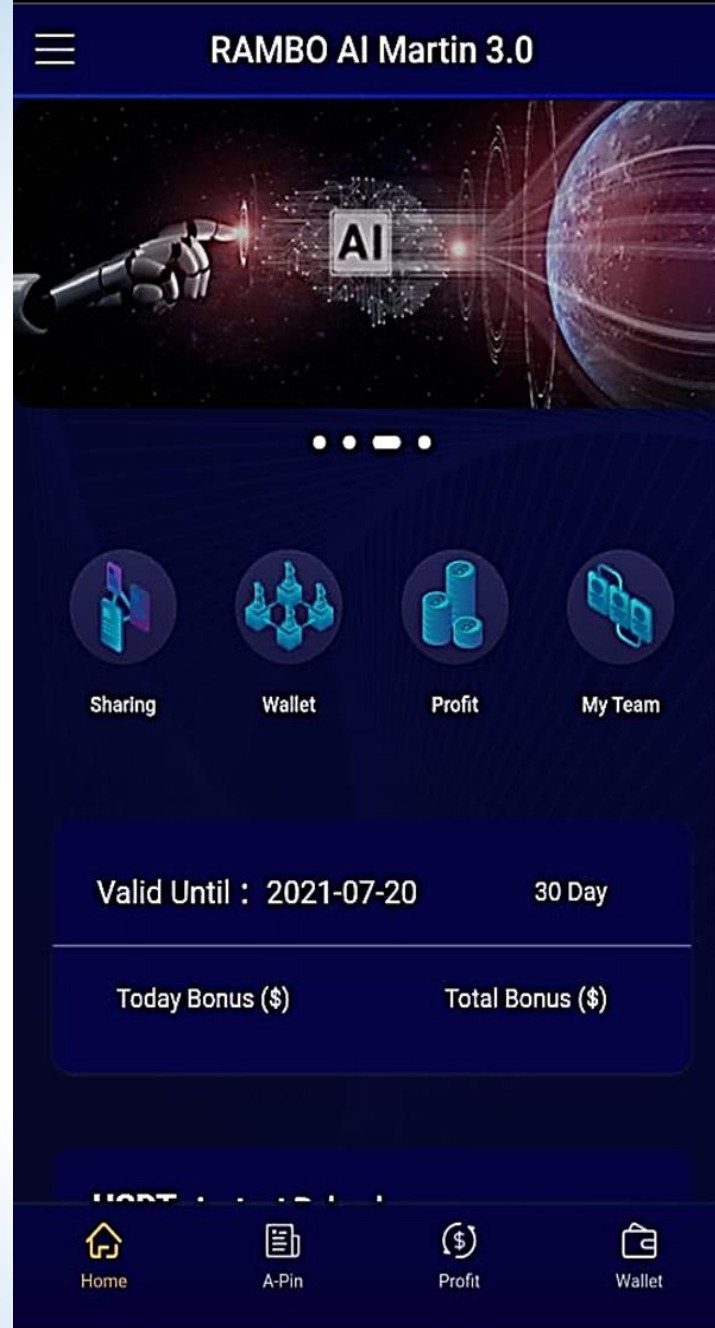 RAMBO AI Martin 3.0
AI
Sharing Wallet Profit My Team
Valid Until : 2021-07-20 30 Day
Today Bonus ($) Total Bonus ($)
Home A-Pin Profit Wallet